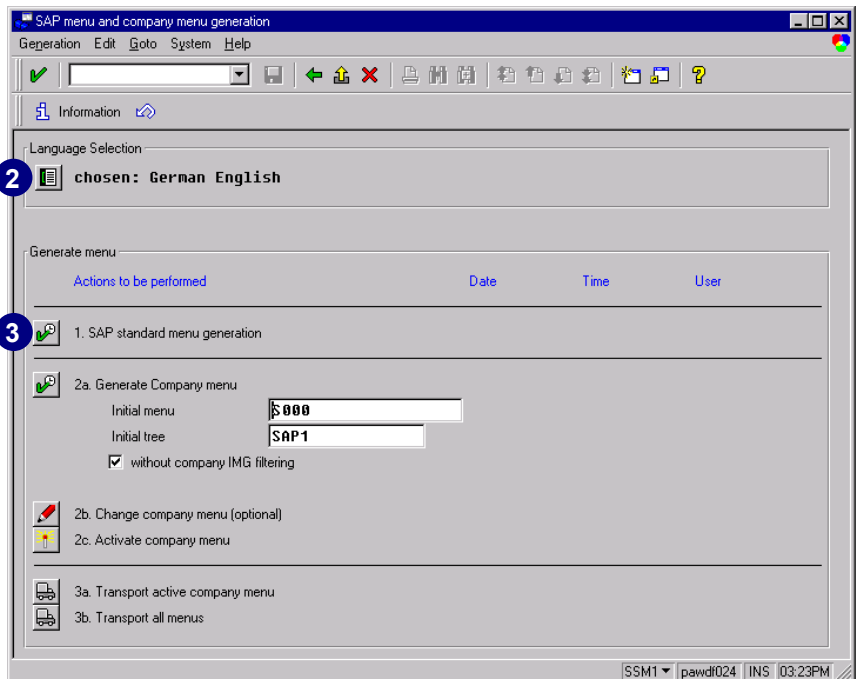 SAP menu and company menu generation
Generation Edit Goto System Help
Information
Language Selection
2 chosen: German English
Generate menu
Actions to be performed Date Time User
3 1. SAP standard menu generation
2a. Generate Company menu
Initial menu S000
Initial tree SAP1
without company IMG filtering
2b. Change company menu (optional)
2c. Activate company menu
3a. Transport active company menu
3b. Transport all menus
SSM1 pawdf024 INS 03:23PM